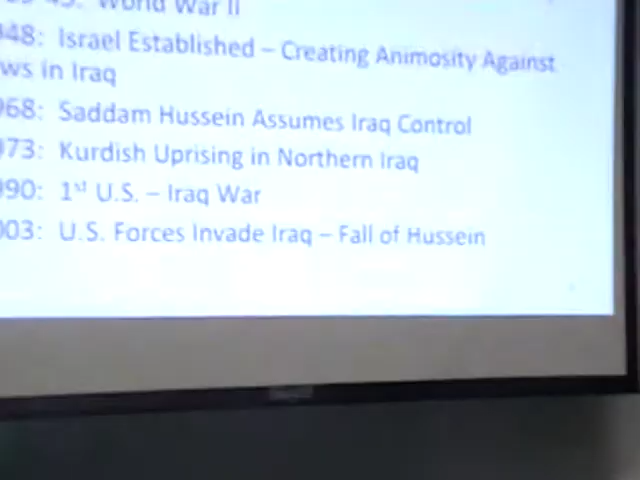 World War II
948: Israel Established – Creating Animosity Against
ws in Iraq
968: Saddam Hussein Assumes Iraq Control
973: Kurdish Uprising in Northern Iraq
990: 1st U.S. – Iraq War
003: U.S. Forces Invade Iraq – Fall of Hussein